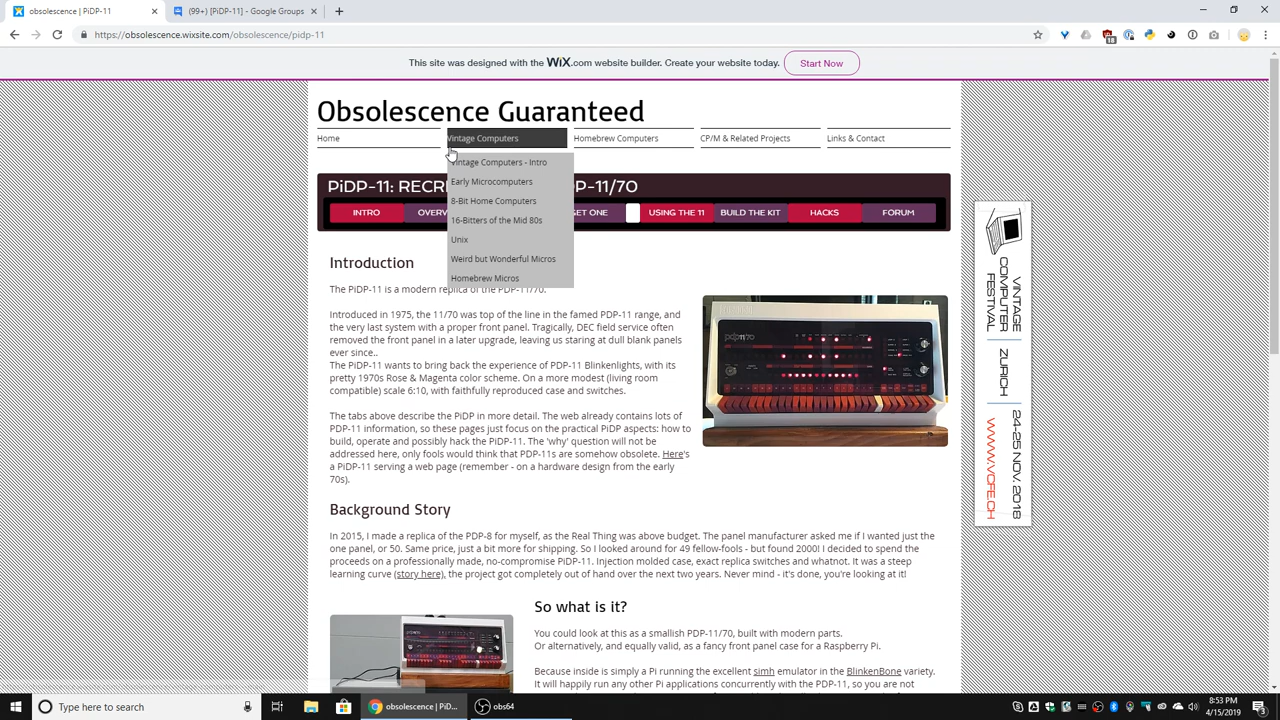 obsolescence | PiDP-11
(99+) [PiDP-11] - Google Groups
https://obsolescence.wixsite.com/obsolescence/pidp-11
18
This site was designed with the WiX.com website builder. Create your website today.
Start Now
Obsolescence Guaranteed
Home
Vintage Computers
Homebrew Computers
CP/M & Related Projects
Links & Contact
Vintage Computers - Intro
Early Microcomputers
8-Bit Home Computers
16-Bitters of the Mid 80s
Unix
Weird but Wonderful Micros
Homebrew Micros
PiDP-11: RECR DP-11/70
INTRO
OVERV
GET ONE
USING THE 11
BUILD THE KIT
HACKS
FORUM
Introduction
The PiDP-11 is a modern replica of the PDP-11/70.
Introduced in 1975, the 11/70 was top of the line in the famed PDP-11 range, and
the very last system with a proper front panel. Tragically, DEC field service often
removed the front panel in a later upgrade, leaving us staring at dull blank panels
ever since..
The PiDP-11 wants to bring back the experience of PDP-11 Blinkenlights, with its
pretty 1970s Rose & Magenta color scheme. On a more modest (living room
compatible) scale 6:10, with faithfully reproduced case and switches.
The tabs above describe the PiDP in more detail. The web already contains lots of
PDP-11 information, so these pages just focus on the practical PiDP aspects: how to
build, operate and possibly hack the PiDP-11. The 'why' question will not be
addressed here, only fools would think that PDP-11s are somehow obsolete. Here's
a PiDP-11 serving a web page (remember - on a hardware design from the early
70s).
pdp11/70
VINTAGE
COMPUTER
FESTIVAL
ZURICH
24-25 NOV. 2018
WWW.VCFE.CH
Background Story
In 2015, I made a replica of the PDP-8 for myself, as the Real Thing was above budget. The panel manufacturer asked me if I wanted just the
one panel, or 50. Same price, just a bit more for shipping. So I looked around for 49 fellow-fools - but found 2000! I decided to spend the
proceeds on a professionally made, no-compromise PiDP-11. Injection molded case, exact replica switches and whatnot. It was a steep
learning curve (story here), the project got completely out of hand over the next two years. Never mind - it's done, you're looking at it!
So what is it?
You could look at this as a smallish PDP-11/70, built with modern parts.
Or alternatively, and equally valid, as a fancy front panel case for a Raspberry Pi.
Because inside is simply a Pi running the excellent simh emulator in the BlinkenBone variety.
It will happily run any other Pi applications concurrently with the PDP-11, so you are not
Type here to search
obsolescence | PiD...
obs64
8:53 PM
4/15/2019